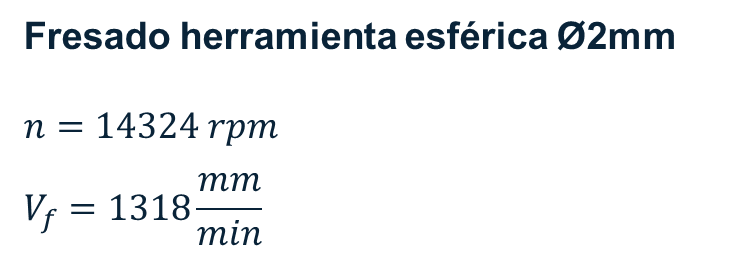 Fresado herramienta esférica Ø2mm
n = 14324 rpm
V_f = 1318 mm/min